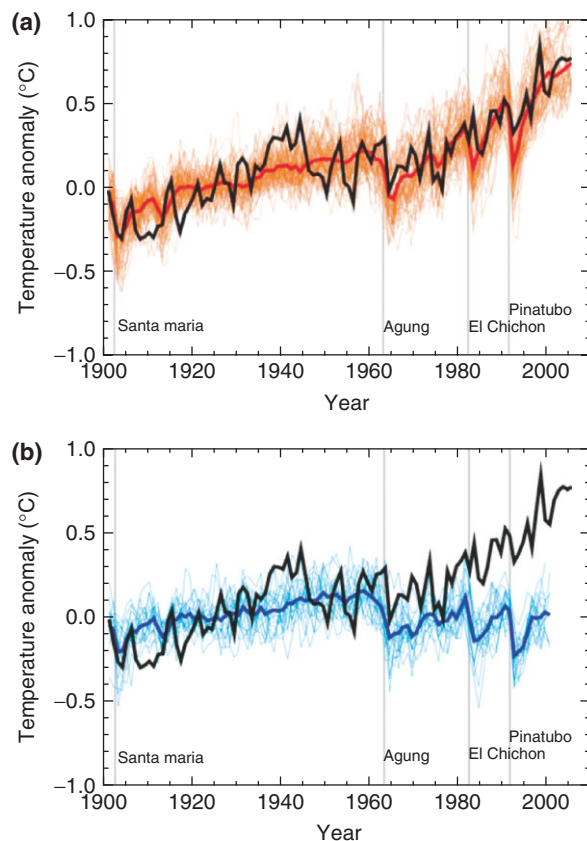 (a)
1.0
0.5
0.0
−0.5
−1.0
Temperature anomaly (°C)
Santa maria
Agung
El Chichon
Pinatubo
1900 1920 1940 1960 1980 2000
Year
(b)
1.0
0.5
0.0
−0.5
−1.0
Temperature anomaly (°C)
Santa maria
Agung
El Chichon
Pinatubo
1900 1920 1940 1960 1980 2000
Year